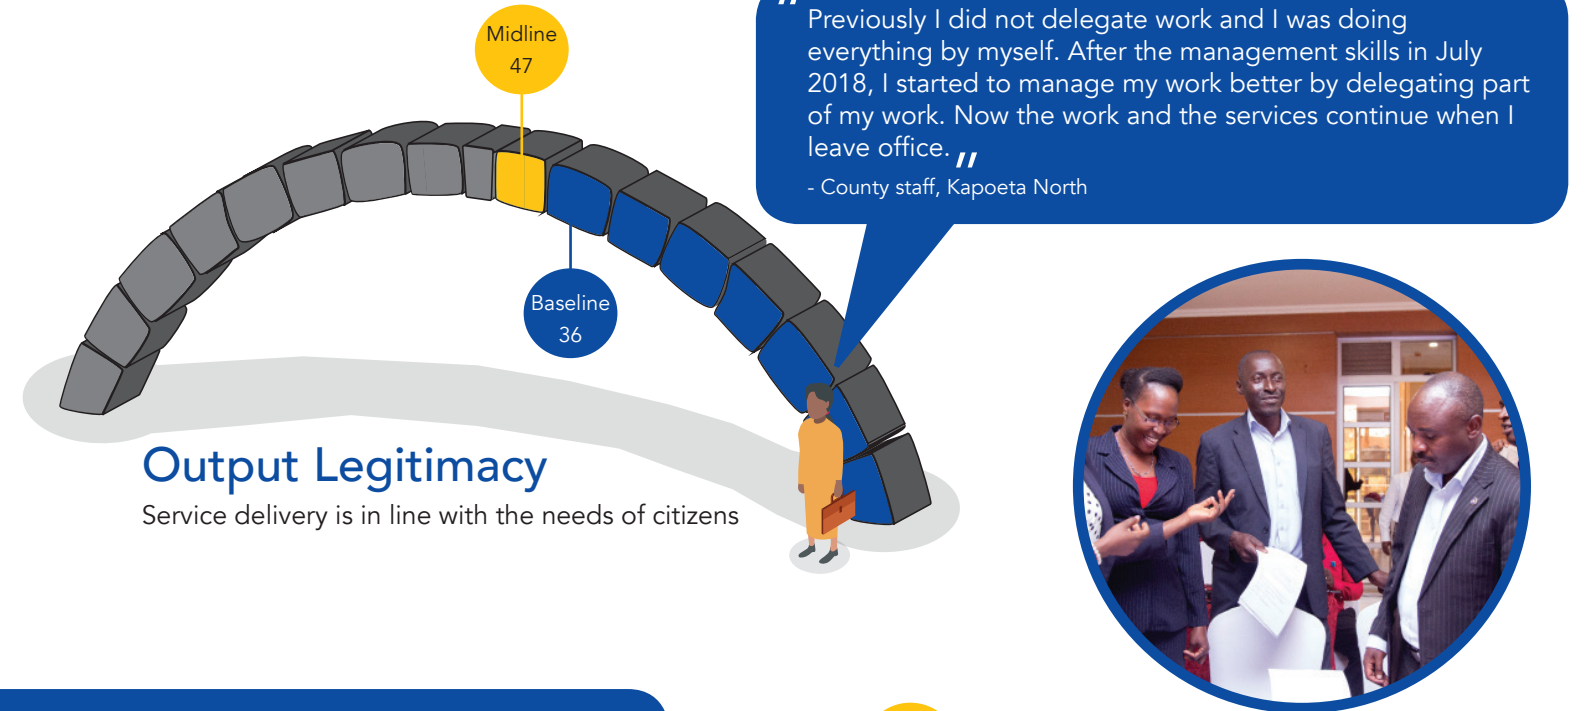 Midline
47
"
Previously I did not delegate work and I was doing
everything by myself. After the management skills in July
2018, I started to manage my work better by delegating part
of my work. Now the work and the services continue when I
leave office. "
- County staff, Kapoeta North
Baseline
36
Output Legitimacy
Service delivery is in line with the needs of citizens